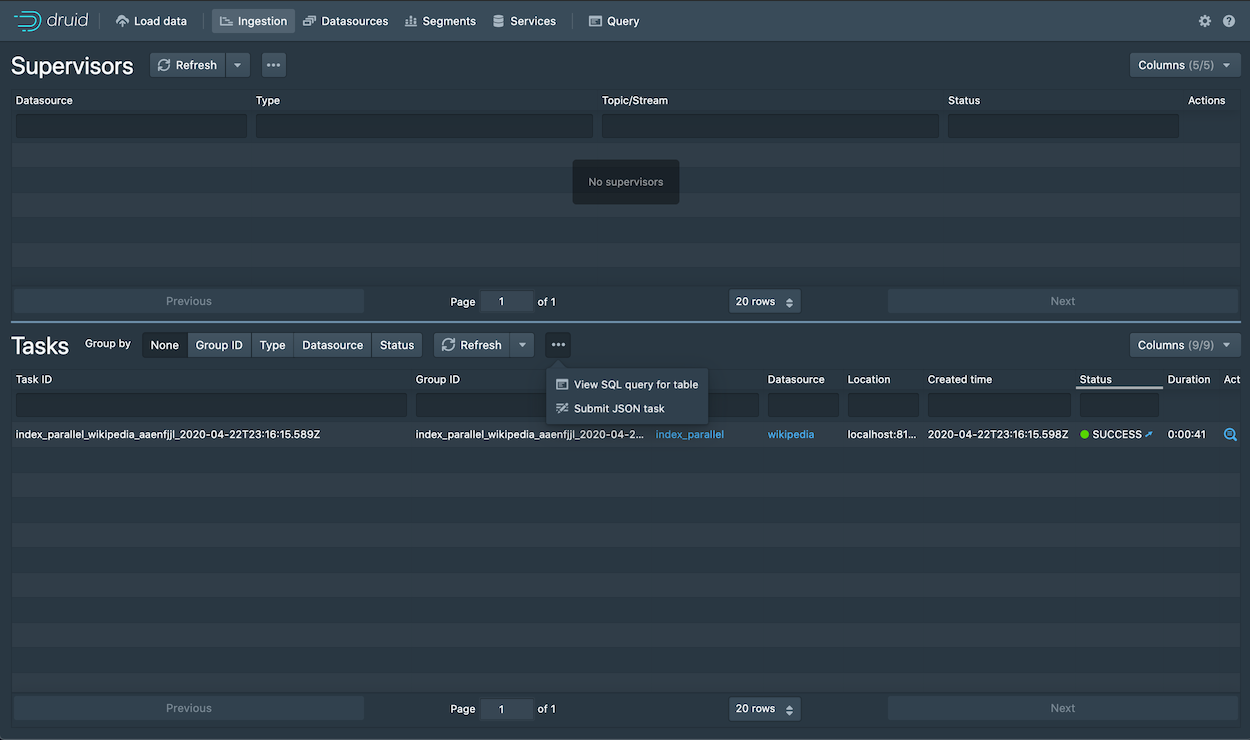 druid Load data Ingestion Datasources Segments Services Query
Supervisors Refresh Columns (5/5)
Datasource Type Topic/Stream Status Actions
No supervisors
Previous Page 1 of 1 20 rows Next
Tasks Group by None Group ID Type Datasource Status Refresh Columns (9/9)
Task ID Group ID Datasource Location Created time Status Duration Act
View SQL query for table
Submit JSON task
index_parallel_wikipedia_aaenfjjl_2020-04-22T23:16:15.589Z index_parallel_wikipedia_aaenfjjl_2020-04-2... index_parallel wikipedia localhost:81... 2020-04-22T23:16:15.598Z SUCCESS 0:00:41
Previous Page 1 of 1 20 rows Next